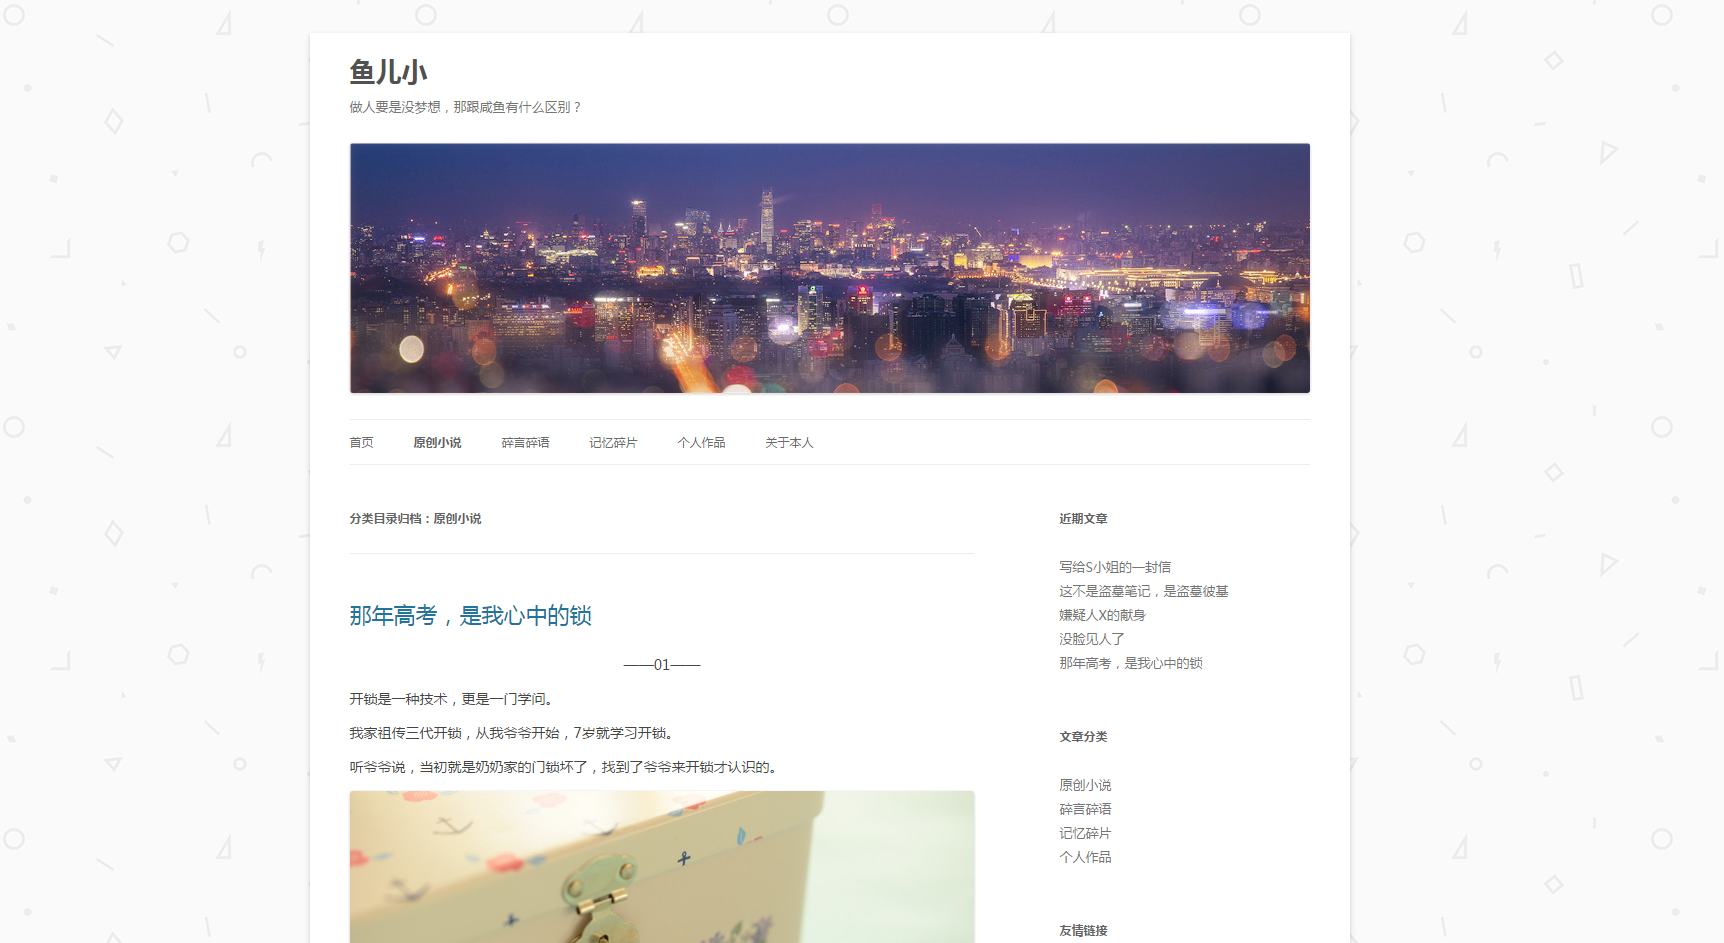 鱼儿小
做人要是没梦想，那跟咸鱼有什么区别？
首页 原创小说 碎言碎语 记忆碎片 个人作品 关于本人
分类目录归档：原创小说
那年高考，是我心中的锁
——01——
开锁是一种技术，更是一门学问。
我家祖传三代开锁，从我爷爷开始，7岁就学习开锁。
听爷爷说，当初就是奶奶家的门锁坏了，找到了爷爷来开锁才认识的。
近期文章
写给S小姐的一封信
这不是盗墓笔记，是盗墓彼基
嫌疑人X的献身
没脸见人了
那年高考，是我心中的锁
文章分类
原创小说
碎言碎语
记忆碎片
个人作品
友情链接